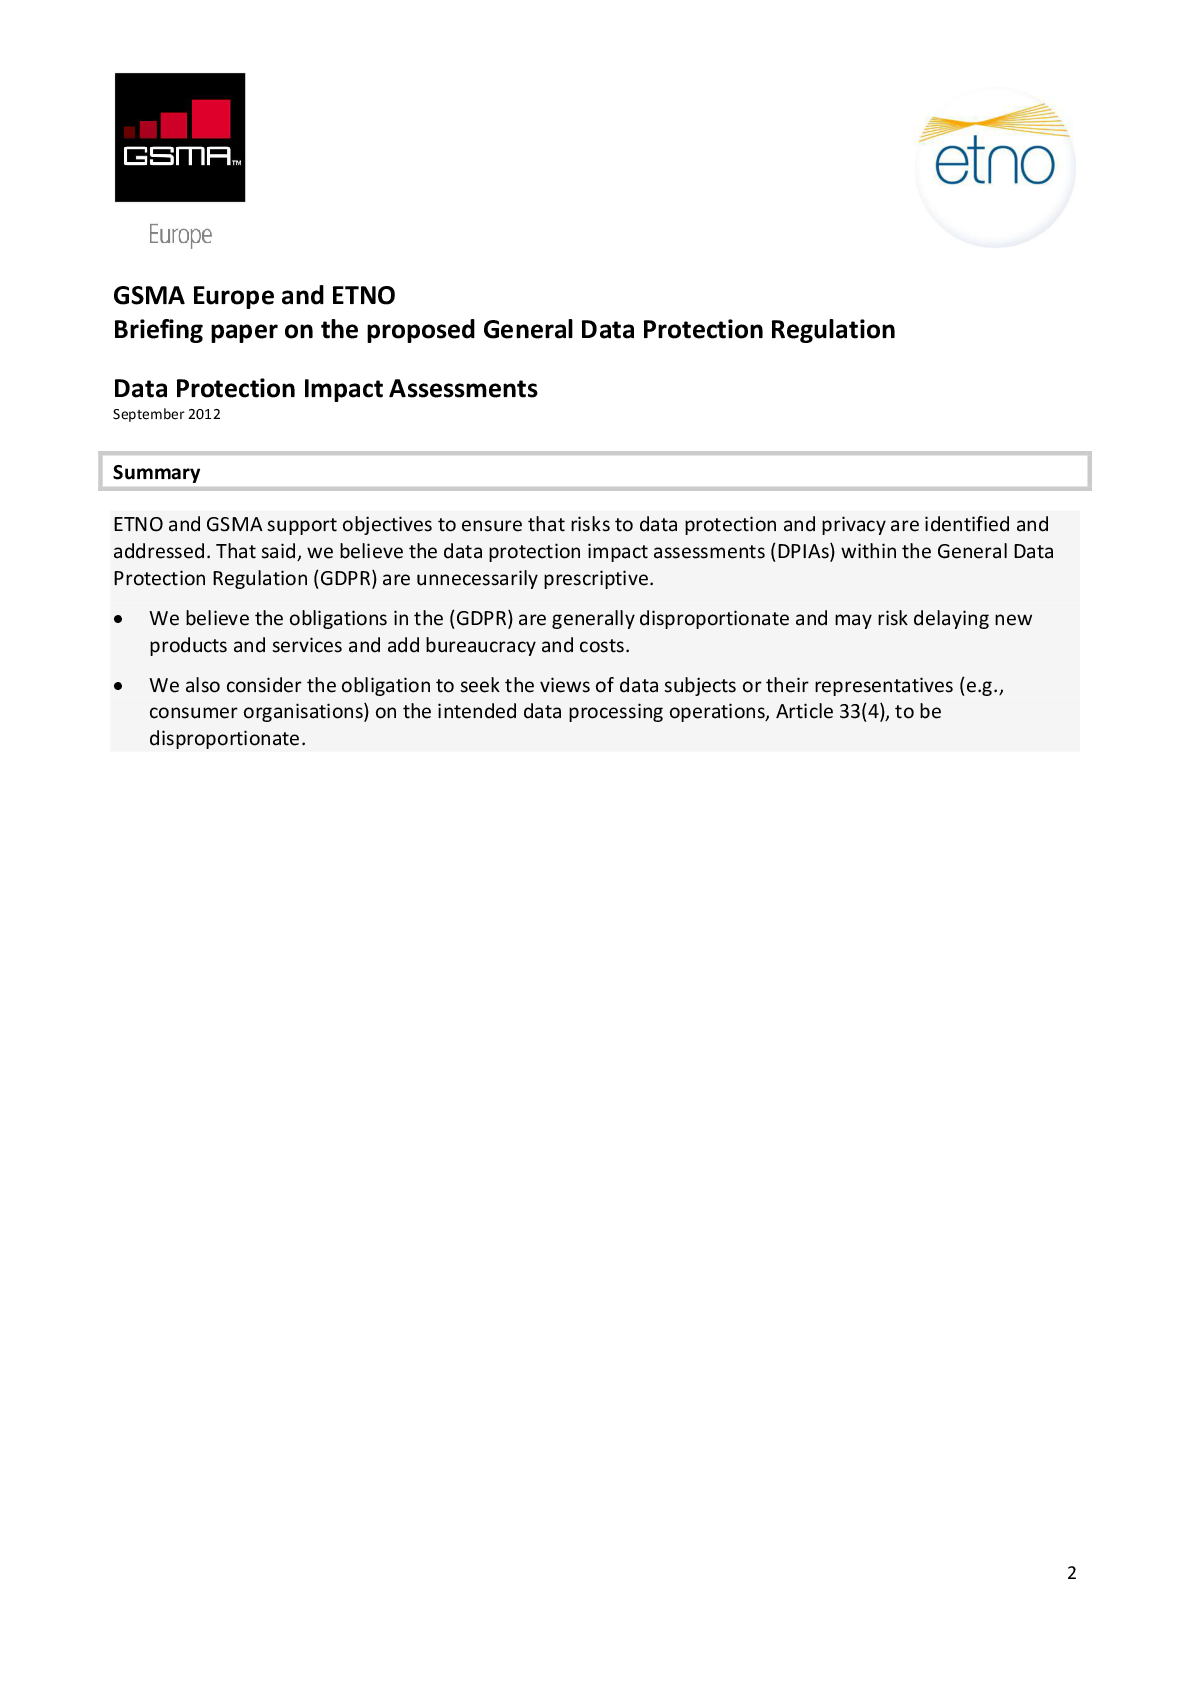 GSMA™
Europe
etno
GSMA Europe and ETNO
Briefing paper on the proposed General Data Protection Regulation
Data Protection Impact Assessments
September 2012
Summary
ETNO and GSMA support objectives to ensure that risks to data protection and privacy are identified and
addressed. That said, we believe the data protection impact assessments (DPIAs) within the General Data
Protection Regulation (GDPR) are unnecessarily prescriptive.
• We believe the obligations in the (GDPR) are generally disproportionate and may risk delaying new
products and services and add bureaucracy and costs.
• We also consider the obligation to seek the views of data subjects or their representatives (e.g.,
consumer organisations) on the intended data processing operations, Article 33(4), to be
disproportionate.
2